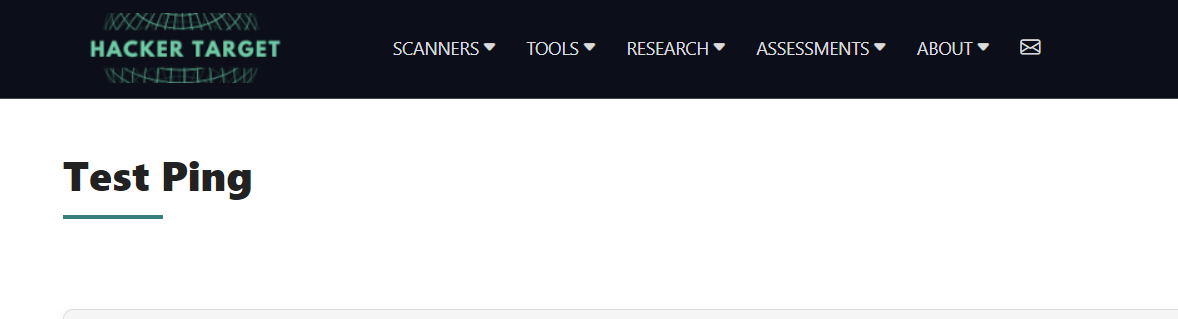 HACKER TARGET
SCANNERS TOOLS RESEARCH ASSESSMENTS ABOUT
Test Ping